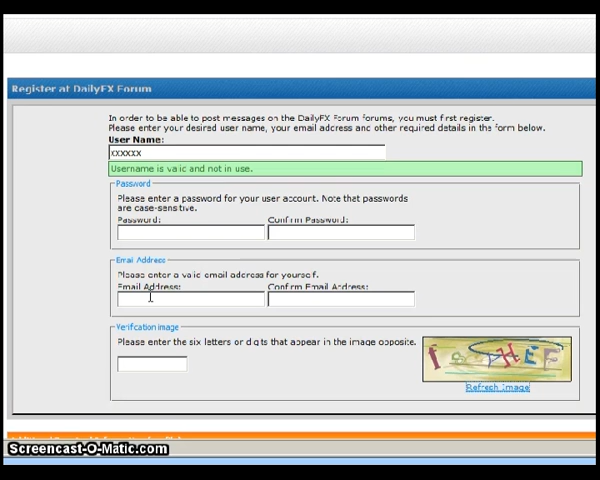 Register at DailyFX Forum
In order to be able to post messages on the DailyFX Forum forums, you must first register.
Please enter your desired user name, your email address and other required details in the form below.
User Name:
xxxxxx
Username is valid and not in use.
Password
Please enter a password for your user account. Note that passwords
are case-sensitive.
Password: Confirm Password:
Email Address
Please enter a valid email address for yourself.
Email Address: Confirm Email Address:
Verification Image
Please enter the six letters or digits that appear in the image opposite.
Refresh Image
Screencast-O-Matic.com